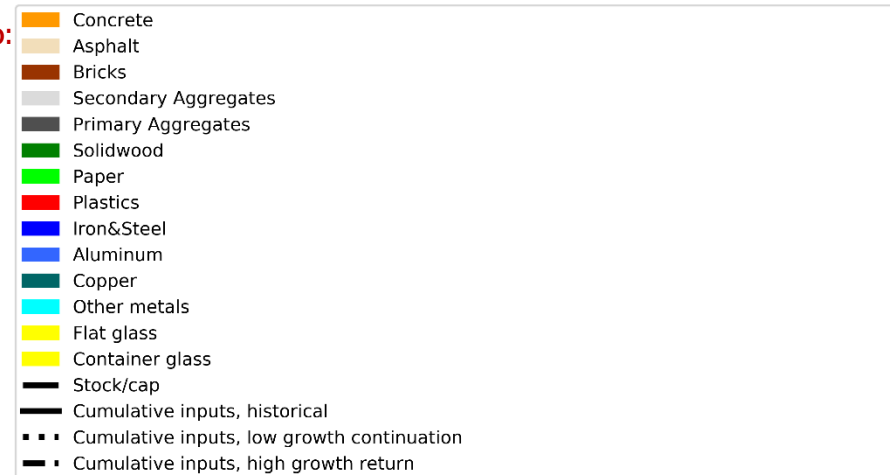 Concrete
Asphalt
Bricks
Secondary Aggregates
Primary Aggregates
Solidwood
Paper
Plastics
Iron&Steel
Aluminum
Copper
Other metals
Flat glass
Container glass
Stock/cap
Cumulative inputs, historical
Cumulative inputs, low growth continuation
Cumulative inputs, high growth return